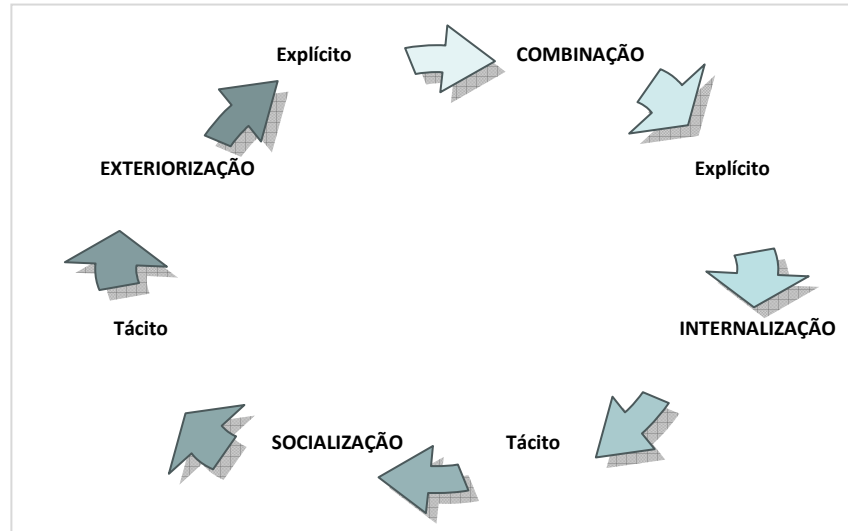 Explícito
COMBINAÇÃO
EXTERIORIZAÇÃO
Explícito
Tácito
INTERNALIZAÇÃO
SOCIALIZAÇÃO
Tácito